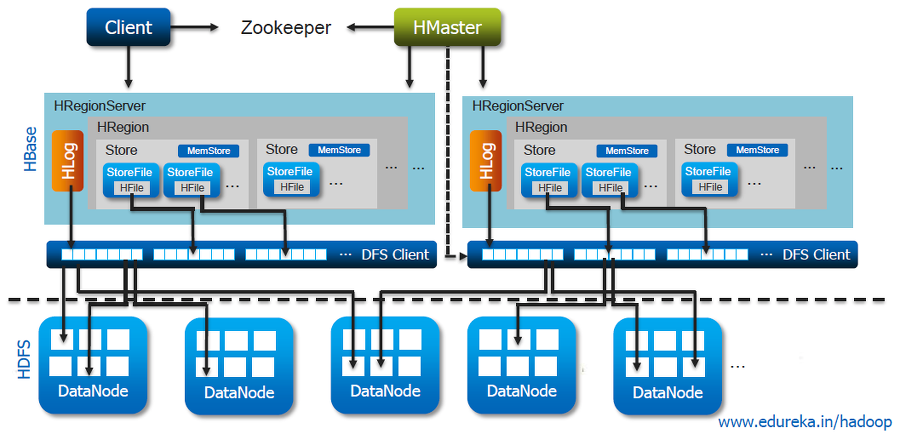 Client
Zookeeper
HMaster
HBase
HRegionServer
HRegion
HLog
Store
MemStore
StoreFile
HFile
StoreFile
HFile
...
Store
MemStore
StoreFile
HFile
...
...
...
... DFS Client
HRegionServer
HRegion
HLog
Store
MemStore
StoreFile
HFile
StoreFile
HFile
...
Store
MemStore
StoreFile
HFile
...
...
...
... DFS Client
HDFS
DataNode
DataNode
DataNode
DataNode
DataNode
...
www.edureka.in/hadoop